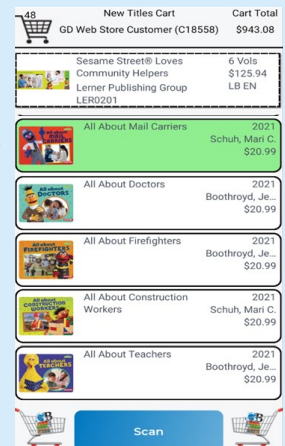 48 New Titles Cart Cart Total
GD Web Store Customer (C18558) $943.08
Sesame Street® Loves 6 Vols
Community Helpers $125.94
Lerner Publishing Group LB EN
LER0201
All About Mail Carriers 2021
Schuh, Mari C.
$20.99
All About Doctors 2021
Boothroyd, Je...
$20.99
All About Firefighters 2021
Boothroyd, Je...
$20.99
All About Construction 2021
Workers Schuh, Mari C.
$20.99
All About Teachers 2021
Boothroyd, Je...
$20.99
Scan